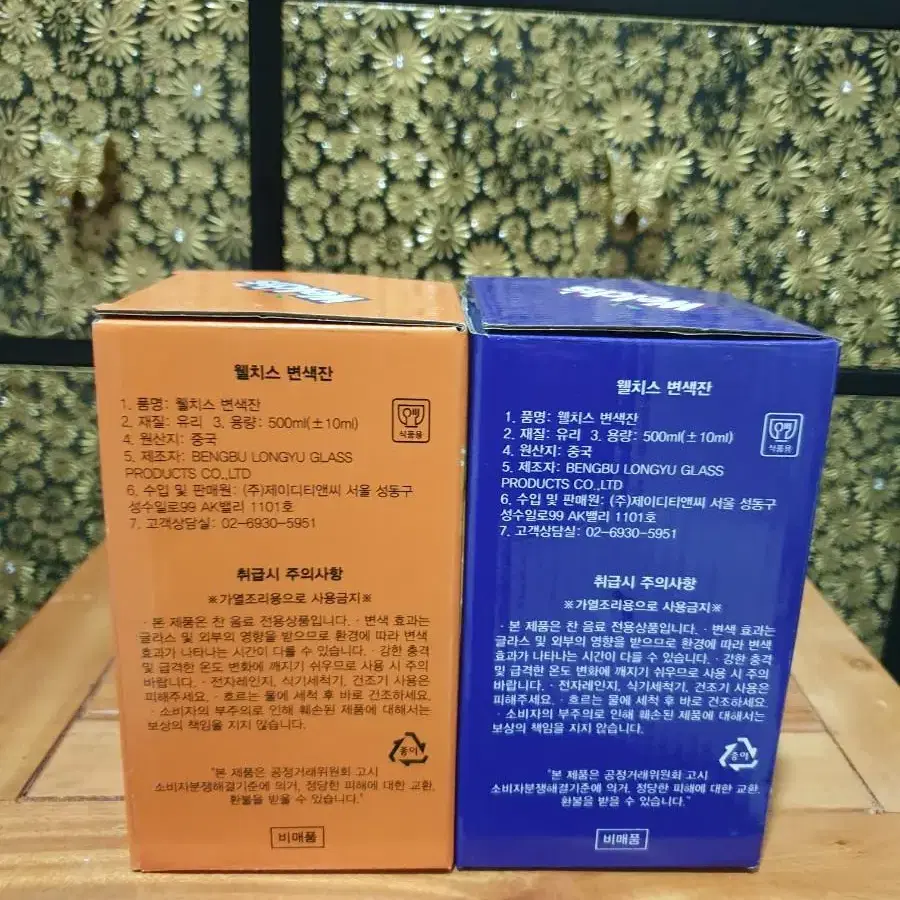 Welch's
웰치스 변색잔
1. 품명: 웰치스 변색잔
2. 재질: 유리 3. 용량: 500ml(±10ml)
4. 원산지: 중국
5. 제조자: BENGBU LONGYU GLASS
PRODUCTS CO.,LTD
6. 수입 및 판매원: (주)제이디티앤씨 서울 성동구
성수일로99 AK밸리 1101호
7. 고객상담실: 02-6930-5951
식품용
취급시 주의사항
※가열조리용으로 사용금지※
· 본 제품은 찬 음료 전용상품입니다. · 변색 효과는
글라스 및 외부의 영향을 받으므로 환경에 따라 변색
효과가 나타나는 시간이 다를 수 있습니다. · 강한 충격
및 급격한 온도 변화에 깨지기 쉬우므로 사용 시 주의
바랍니다. · 전자레인지, 식기세척기, 건조기 사용은
피해주세요. · 흐르는 물에 세척 후 바로 건조하세요.
· 소비자의 부주의로 인해 훼손된 제품에 대해서는
보상의 책임을 지지 않습니다.
종이
"본 제품은 공정거래위원회 고시
소비자분쟁해결기준에 의거, 정당한 피해에 대한 교환,
환불을 받을 수 있습니다."
비매품
Welch's
웰치스 변색잔
1. 품명: 웰치스 변색잔
2. 재질: 유리 3. 용량: 500ml(±10ml)
4. 원산지: 중국
5. 제조자: BENGBU LONGYU GLASS
PRODUCTS CO.,LTD
6. 수입 및 판매원: (주)제이디티앤씨 서울 성동구
성수일로99 AK밸리 1101호
7. 고객상담실: 02-6930-5951
식품용
취급시 주의사항
※가열조리용으로 사용금지※
· 본 제품은 찬 음료 전용상품입니다. · 변색 효과는
글라스 및 외부의 영향을 받으므로 환경에 따라 변색
효과가 나타나는 시간이 다를 수 있습니다. · 강한 충격
및 급격한 온도 변화에 깨지기 쉬우므로 사용 시 주의
바랍니다. · 전자레인지, 식기세척기, 건조기 사용은
피해주세요. · 흐르는 물에 세척 후 바로 건조하세요.
· 소비자의 부주의로 인해 훼손된 제품에 대해서는
보상의 책임을 지지 않습니다.
종이
"본 제품은 공정거래위원회 고시
소비자분쟁해결기준에 의거, 정당한 피해에 대한 교환,
환불을 받을 수 있습니다."
비매품